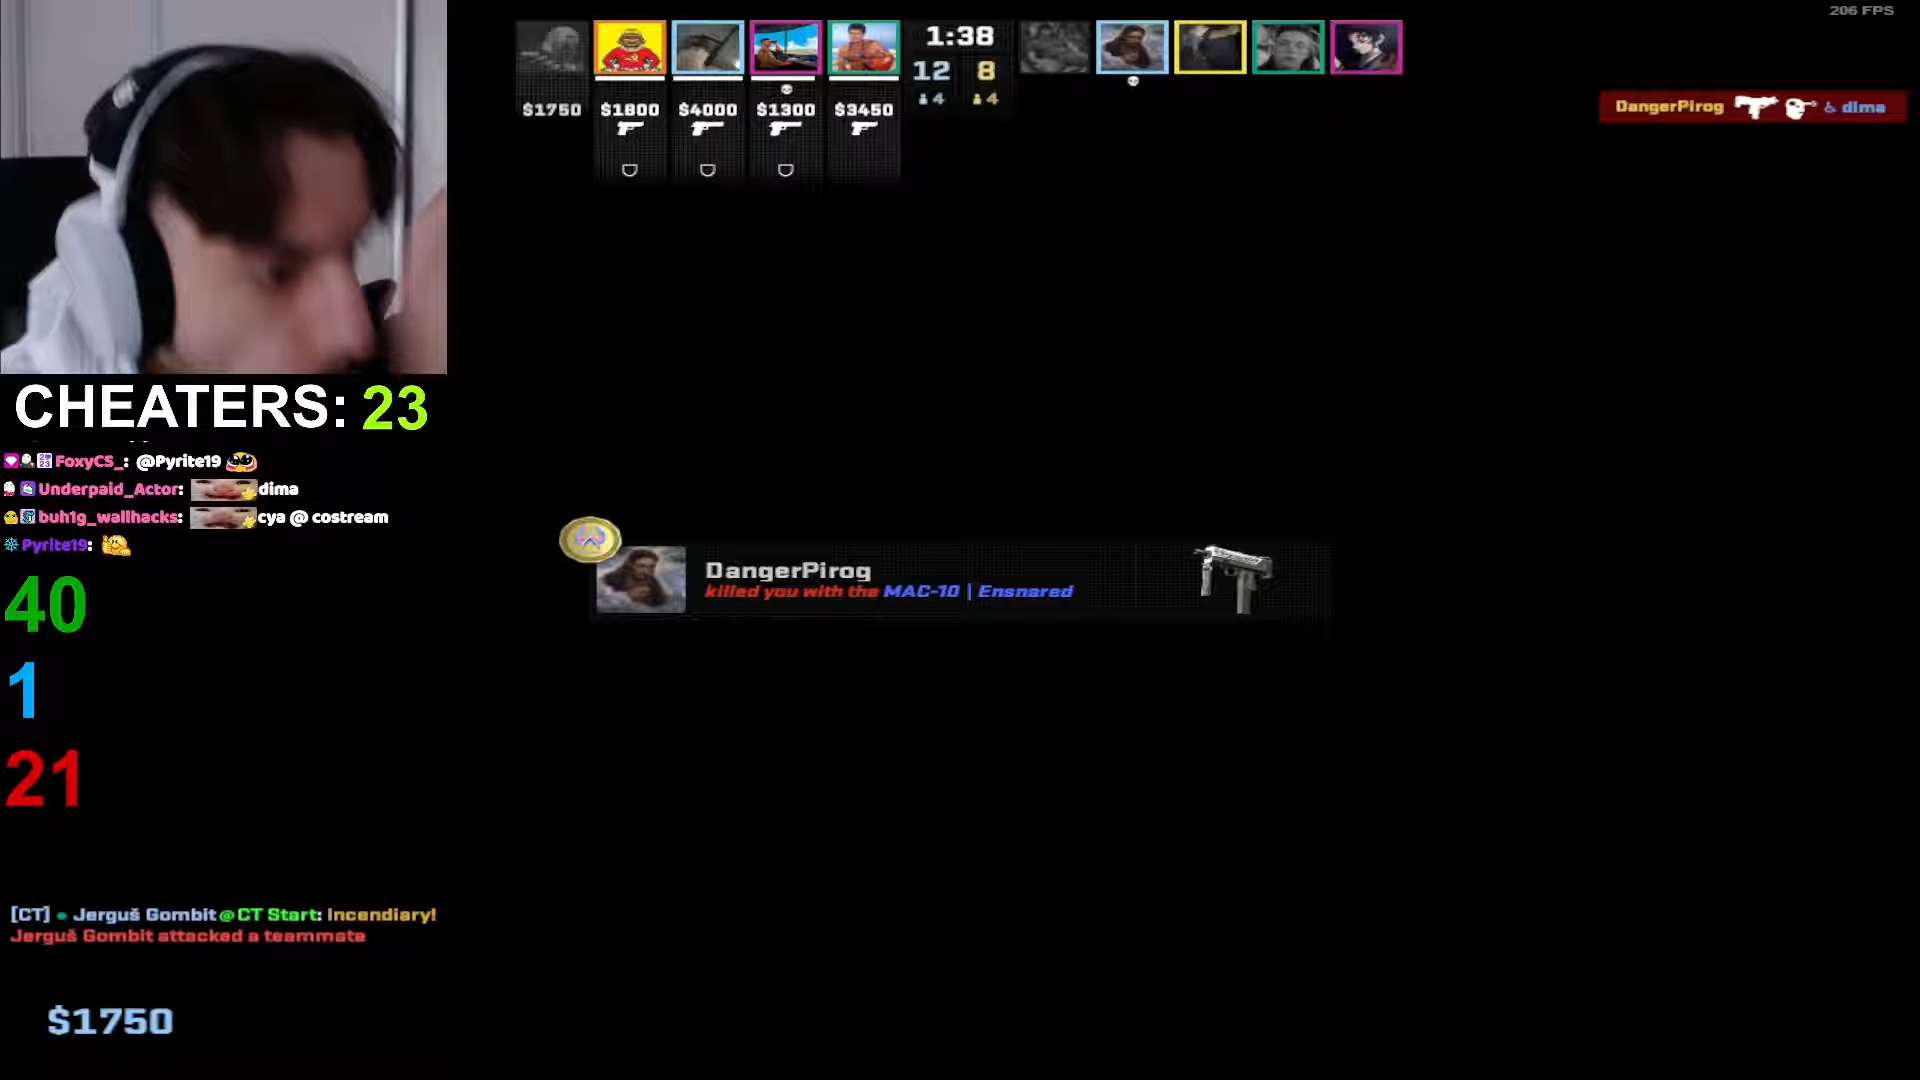 206 FPS
1:38
12 8
4 4
$1750 $1800 $4000 $1300 $3450
DangerPirog dima
CHEATERS: 23
FoxyCS_: @Pyrite19
Underpaid_Actor: dima
buh1g_wallhacks: cya @ costream
Pyrite19:
40
1
21
DangerPirog
killed you with the MAC-10 | Ensnared
[CT] Jerguš Gombit@CT Start: Incendiary!
Jerguš Gombit attacked a teammate
$1750